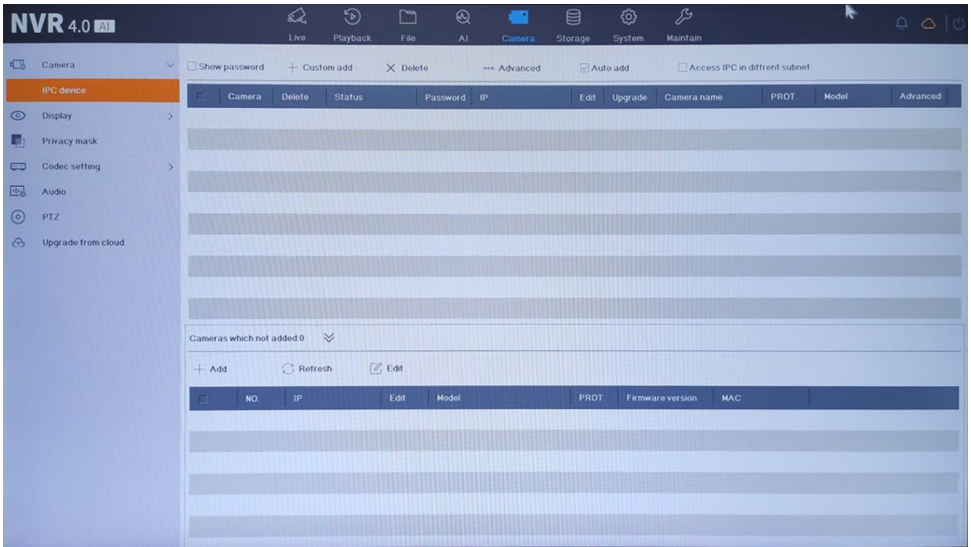 NVR 4.0 AI
Live Playback File AI Camera Storage System Maintain
Camera
IPC device
Display
Privacy mask
Codec setting
Audio
PTZ
Upgrade from cloud
Show password Custom add Delete Advanced Auto add Access IPC in diffrent subnet
Camera Delete Status Password IP Edit Upgrade Camera name PROT. Model Advanced
Cameras which not added:0
Add Refresh Edit
NO. IP Edit Model PROT. Firmware version MAC